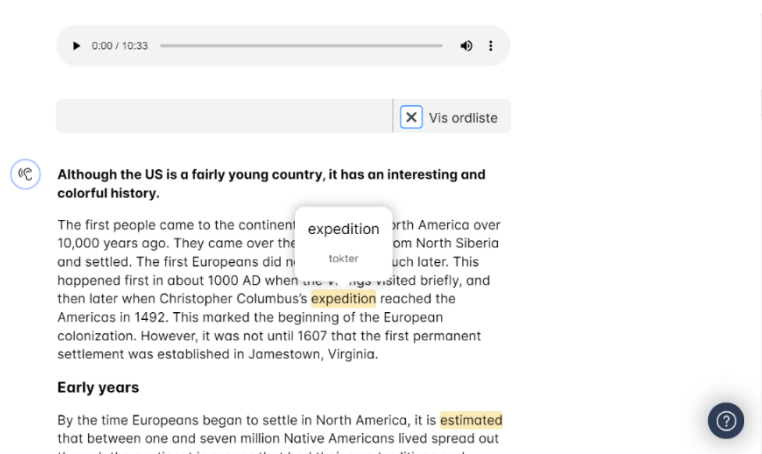 0:00 / 10:33
Vis ordliste
Although the US is a fairly young country, it has an interesting and
colorful history.
The first people came to the continent rth America over
expedition
10,000 years ago. They came over the om North Siberia
tokter
and settled. The first Europeans did uch later. This
happened first in about 1000 AD when visited briefly, and
then later when Christopher Columbus's expedition reached the
Americas in 1492. This marked the beginning of the European
colonization. However, it was not until 1607 that the first permanent
settlement was established in Jamestown, Virginia.
Early years
By the time Europeans began to settle in North America, it is estimated
that between one and seven million Native Americans lived spread out